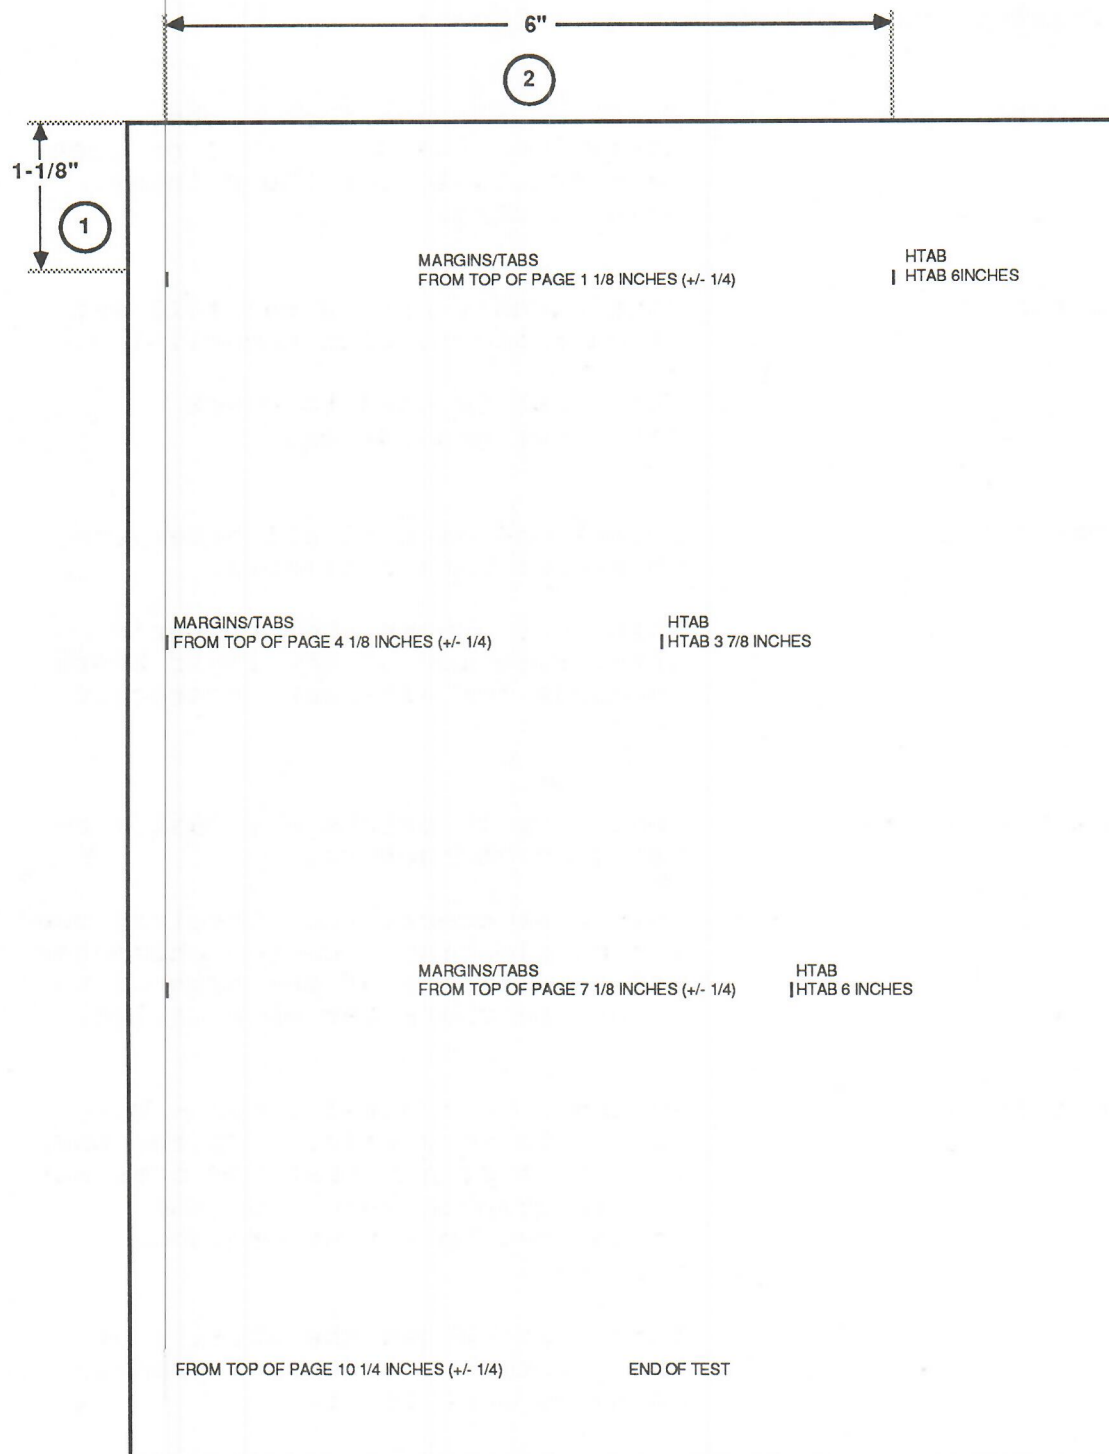 6"
2
1-1/8"
1
MARGINS/TABS
FROM TOP OF PAGE 1 1/8 INCHES (+/- 1/4)
HTAB
HTAB 6INCHES
MARGINS/TABS
FROM TOP OF PAGE 4 1/8 INCHES (+/- 1/4)
HTAB
HTAB 3 7/8 INCHES
MARGINS/TABS
FROM TOP OF PAGE 7 1/8 INCHES (+/- 1/4)
HTAB
HTAB 6 INCHES
FROM TOP OF PAGE 10 1/4 INCHES (+/- 1/4)
END OF TEST